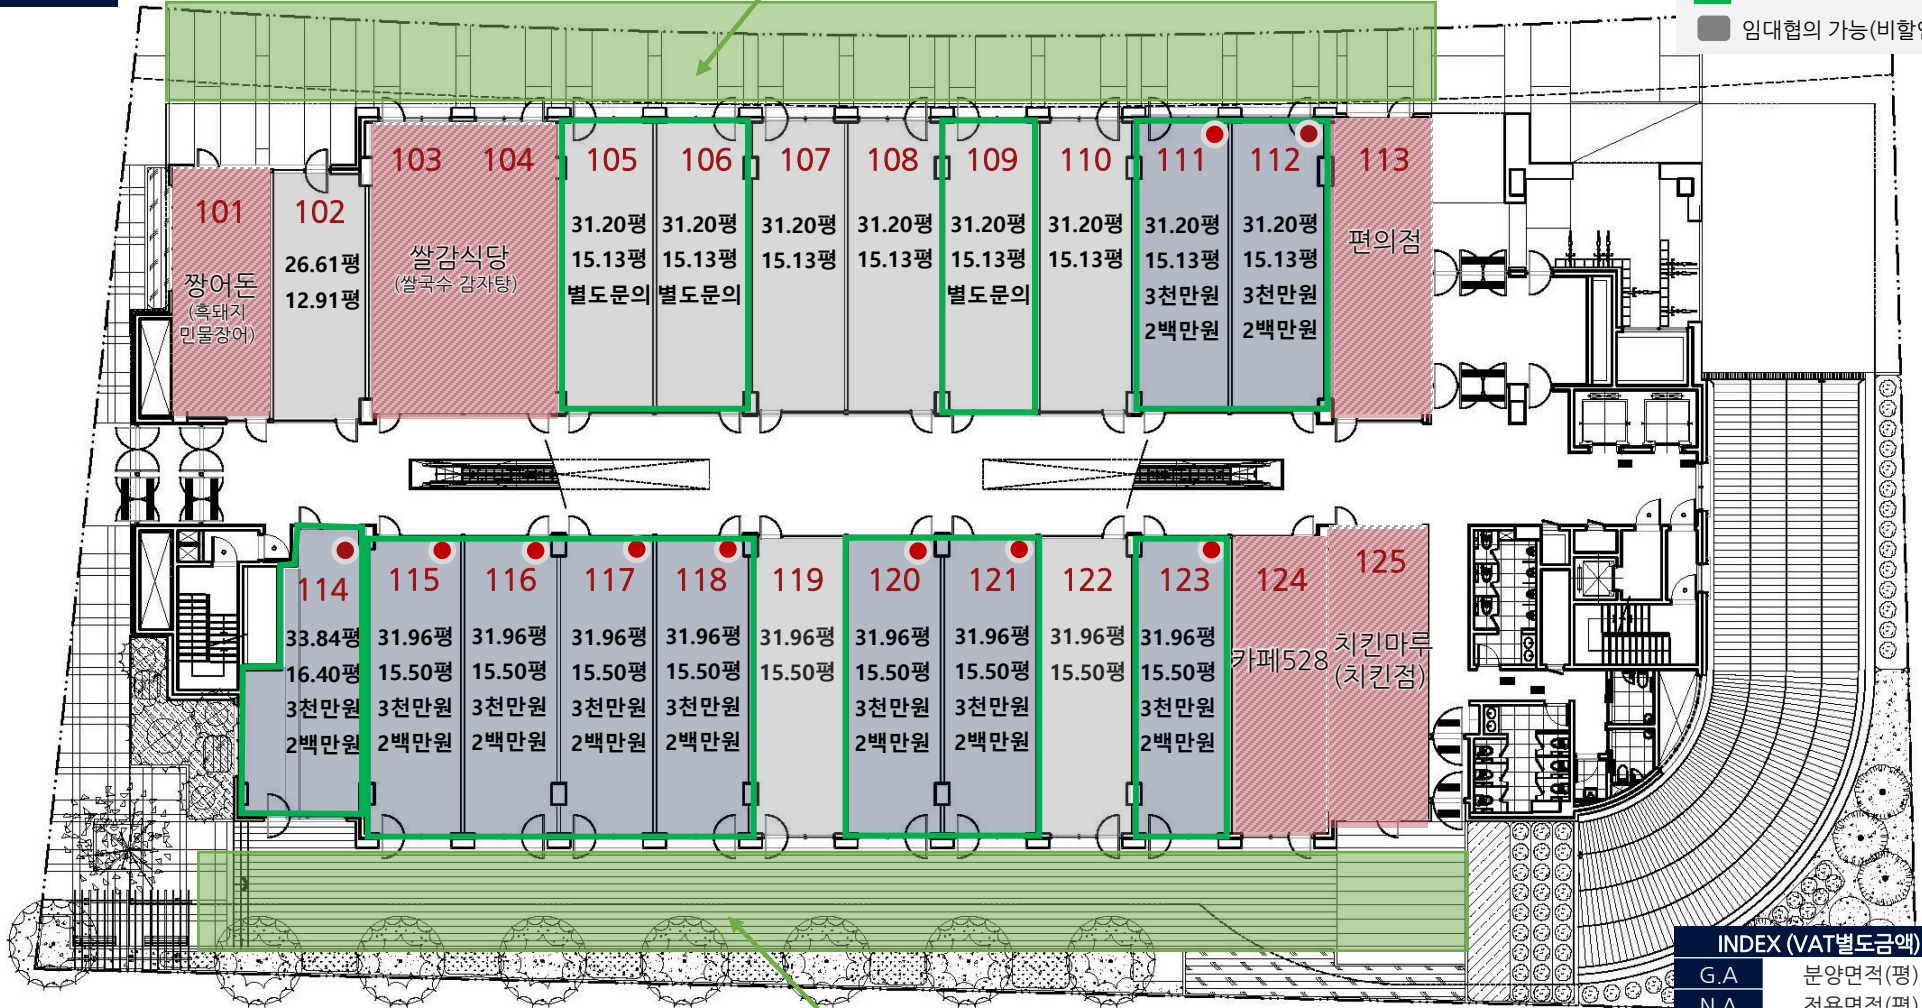 임대협의 가능(비할인
101
짱어돈
(흑돼지
민물장어)
102
26.61평
12.91평
103
104
쌀감식당
(쌀국수 감자탕)
105
31.20평
15.13평
별도문의
106
31.20평
15.13평
별도문의
107
31.20평
15.13평
108
31.20평
15.13평
109
31.20평
15.13평
별도문의
110
31.20평
15.13평
111
31.20평
15.13평
3천만원
2백만원
112
31.20평
15.13평
3천만원
2백만원
113
편의점
114
33.84평
16.40평
3천만원
2백만원
115
31.96평
15.50평
3천만원
2백만원
116
31.96평
15.50평
3천만원
2백만원
117
31.96평
15.50평
3천만원
2백만원
118
31.96평
15.50평
3천만원
2백만원
119
31.96평
15.50평
120
31.96평
15.50평
3천만원
2백만원
121
31.96평
15.50평
3천만원
2백만원
122
31.96평
15.50평
123
31.96평
15.50평
3천만원
2백만원
124
카페528
125
치킨마루
(치킨점)
INDEX (VAT별도금액)
G.A 분양면적(평)
N.A 전용면적(평)